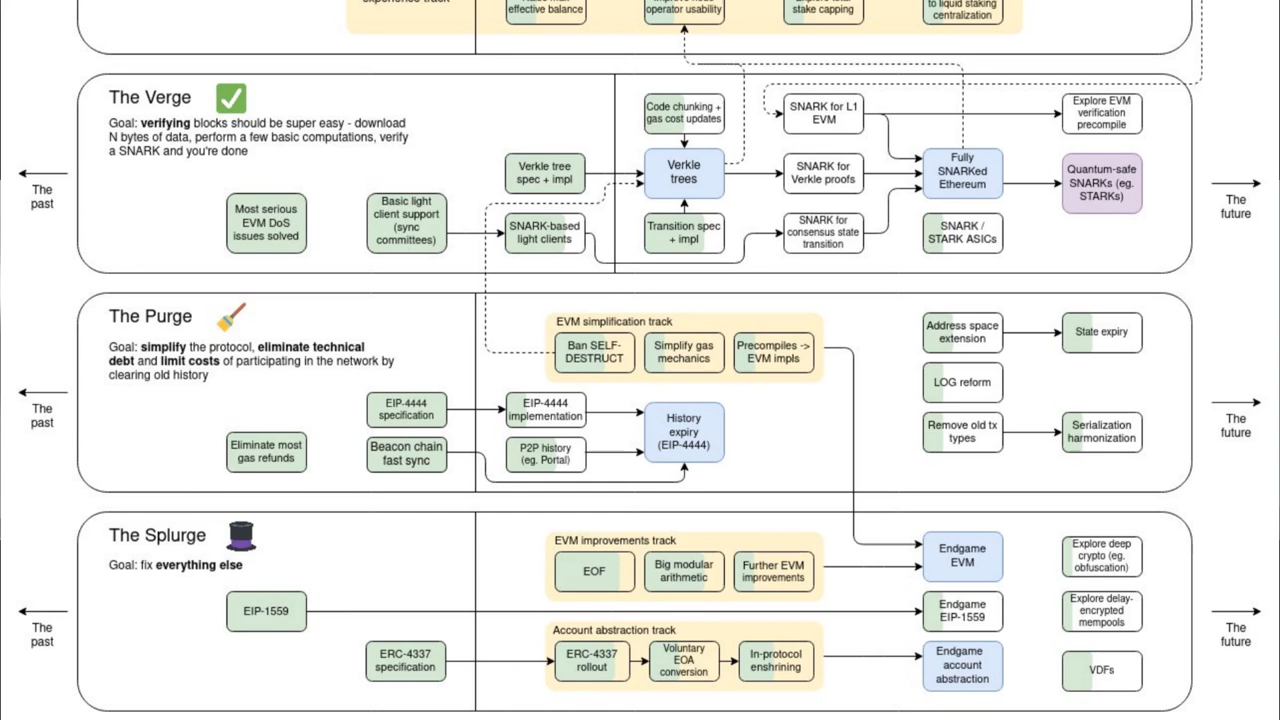 experience track
effective balance
Improve node
operator usability
Explore total
stake capping
to liquid staking
centralization
The Verge
Goal: verifying blocks should be super easy - download
N bytes of data, perform a few basic computations, verify
a SNARK and you're done
The
past
Most serious
EVM DoS
issues solved
Basic light
client support
(sync
committees)
Verkle tree
spec + impl
SNARK-based
light clients
Code chunking +
gas cost updates
Verkle
trees
Transition spec
+ impl
SNARK for L1
EVM
SNARK for
Verkle proofs
SNARK for
consensus state
transition
Fully
SNARKed
Ethereum
SNARK /
STARK ASICs
Explore EVM
verification
precompile
Quantum-safe
SNARKs (eg.
STARKs)
The
future
The Purge
Goal: simplify the protocol, eliminate technical
debt and limit costs of participating in the network by
clearing old history
The
past
Eliminate most
gas refunds
EIP-4444
specification
Beacon chain
fast sync
EVM simplification track
Ban SELF-
DESTRUCT
Simplify gas
mechanics
Precompiles ->
EVM impls
EIP-4444
implementation
P2P history
(eg. Portal)
History
expiry
(EIP-4444)
Address space
extension
State expiry
LOG reform
Remove old tx
types
Serialization
harmonization
The
future
The Splurge
Goal: fix everything else
The
past
EIP-1559
ERC-4337
specification
EVM improvements track
EOF
Big modular
arithmetic
Further EVM
improvements
Account abstraction track
ERC-4337
rollout
Voluntary
EOA
conversion
In-protocol
enshrining
Endgame
EVM
Endgame
EIP-1559
Endgame
account
abstraction
Explore deep
crypto (eg.
obfuscation)
Explore delay-
encrypted
mempools
VDFs
The
future